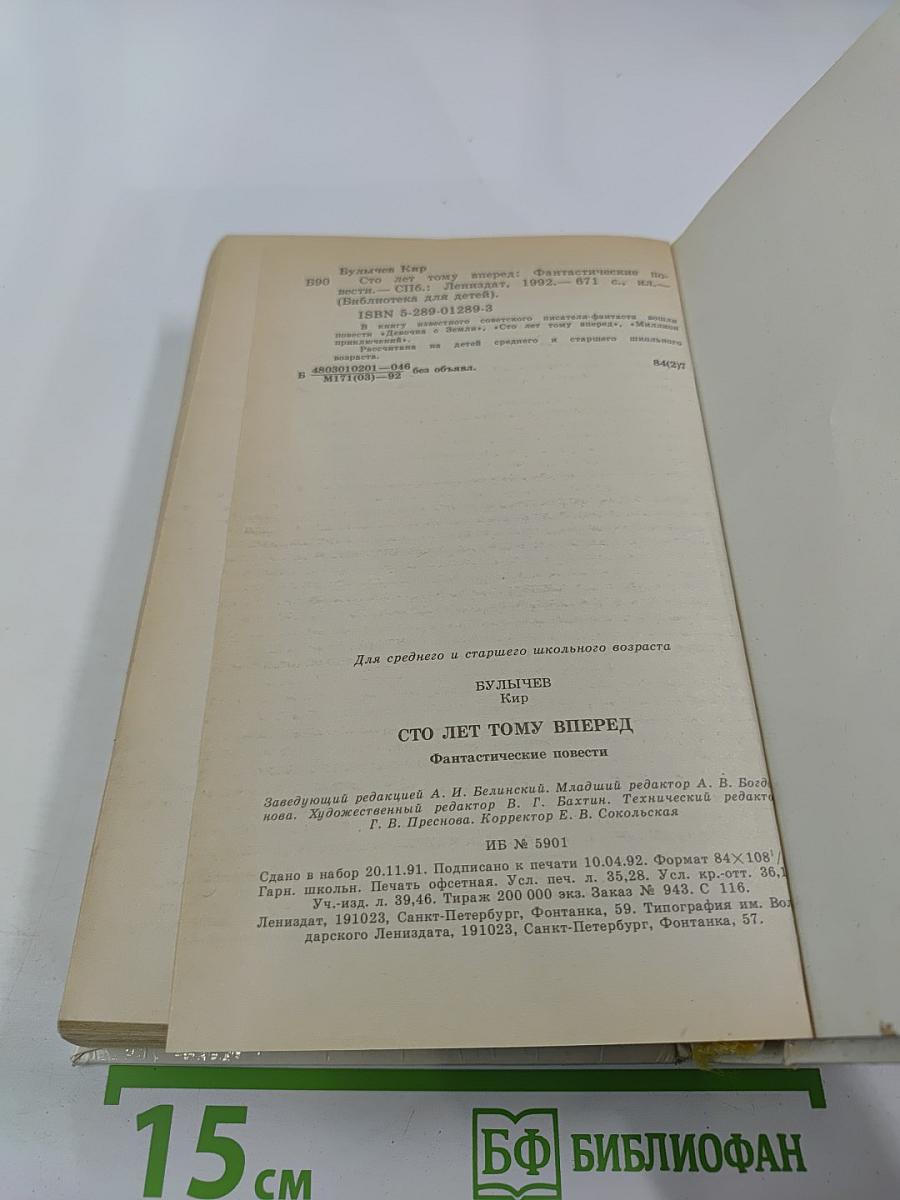 Булычев Кир
Б90 Сто лет тому вперед: Фантастические по-
вести.— СПб.: Лениздат, 1992.— 671 с., ил.—
(Библиотека для детей).
ISBN 5-289-01289-3
В книгу известного советского писателя-фантаста вошли
повести «Девочка с Земли», «Сто лет тому вперед», «Миллион
приключений».
Рассчитана на детей среднего и старшего школьного
возраста.
Б 4803010201—046 без объявл. 84(2)7
М171(03)—92
Для среднего и старшего школьного возраста
БУЛЫЧЕВ
Кир
СТО ЛЕТ ТОМУ ВПЕРЕД
Фантастические повести
Заведующий редакцией А. И. Белинский. Младший редактор А. В. Богд
нова. Художественный редактор В. Г. Бахтин. Технический редакто
Г. В. Преснова. Корректор Е. В. Сокольская
ИБ № 5901
Сдано в набор 20.11.91. Подписано к печати 10.04.92. Формат 84×108¹/
Гарн. школьн. Печать офсетная. Усл. печ. л. 35,28. Усл. кр.-отт. 36,1
Уч.-изд. л. 39,46. Тираж 200 000 экз. Заказ № 943. С 116.
Лениздат, 191023, Санкт-Петербург, Фонтанка, 59. Типография им. Вол
дарского Лениздата, 191023, Санкт-Петербург, Фонтанка, 57.
15 см
БФ БИБЛИОФАН